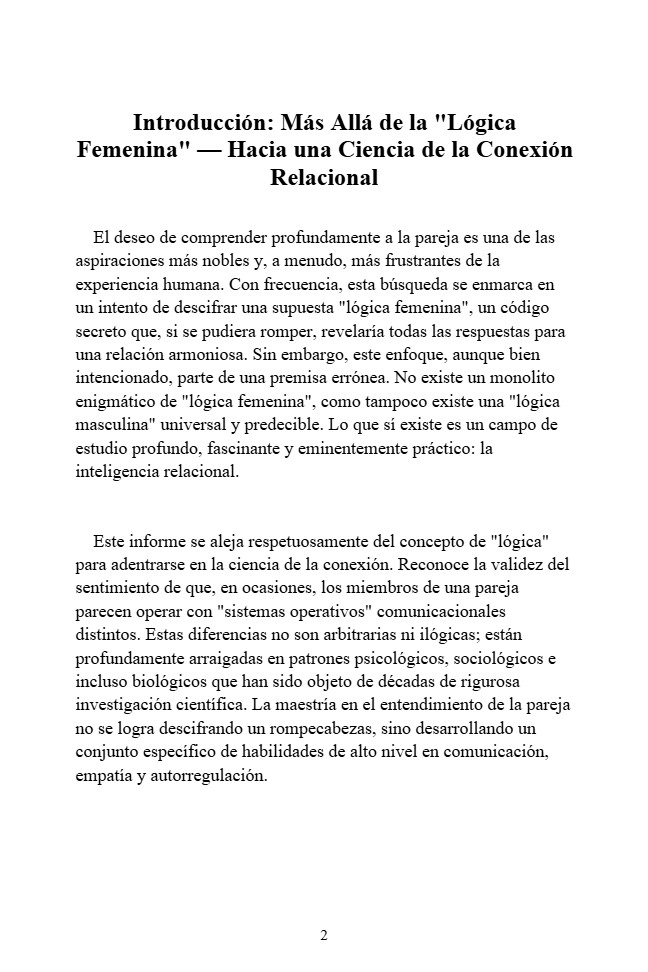 Introducción: Más Allá de la "Lógica
Femenina" — Hacia una Ciencia de la Conexión
Relacional
El deseo de comprender profundamente a la pareja es una de las
aspiraciones más nobles y, a menudo, más frustrantes de la
experiencia humana. Con frecuencia, esta búsqueda se enmarca en
un intento de descifrar una supuesta "lógica femenina", un código
secreto que, si se pudiera romper, revelaría todas las respuestas para
una relación armoniosa. Sin embargo, este enfoque, aunque bien
intencionado, parte de una premisa errónea. No existe un monolito
enigmático de "lógica femenina", como tampoco existe una "lógica
masculina" universal y predecible. Lo que sí existe es un campo de
estudio profundo, fascinante y eminentemente práctico: la
inteligencia relacional.
Este informe se aleja respetuosamente del concepto de "lógica"
para adentrarse en la ciencia de la conexión. Reconoce la validez del
sentimiento de que, en ocasiones, los miembros de una pareja
parecen operar con "sistemas operativos" comunicacionales
distintos. Estas diferencias no son arbitrarias ni ilógicas; están
profundamente arraigadas en patrones psicológicos, sociológicos e
incluso biológicos que han sido objeto de décadas de rigurosa
investigación científica. La maestría en el entendimiento de la pareja
no se logra descifrando un rompecabezas, sino desarrollando un
conjunto específico de habilidades de alto nivel en comunicación,
empatía y autorregulación.
2